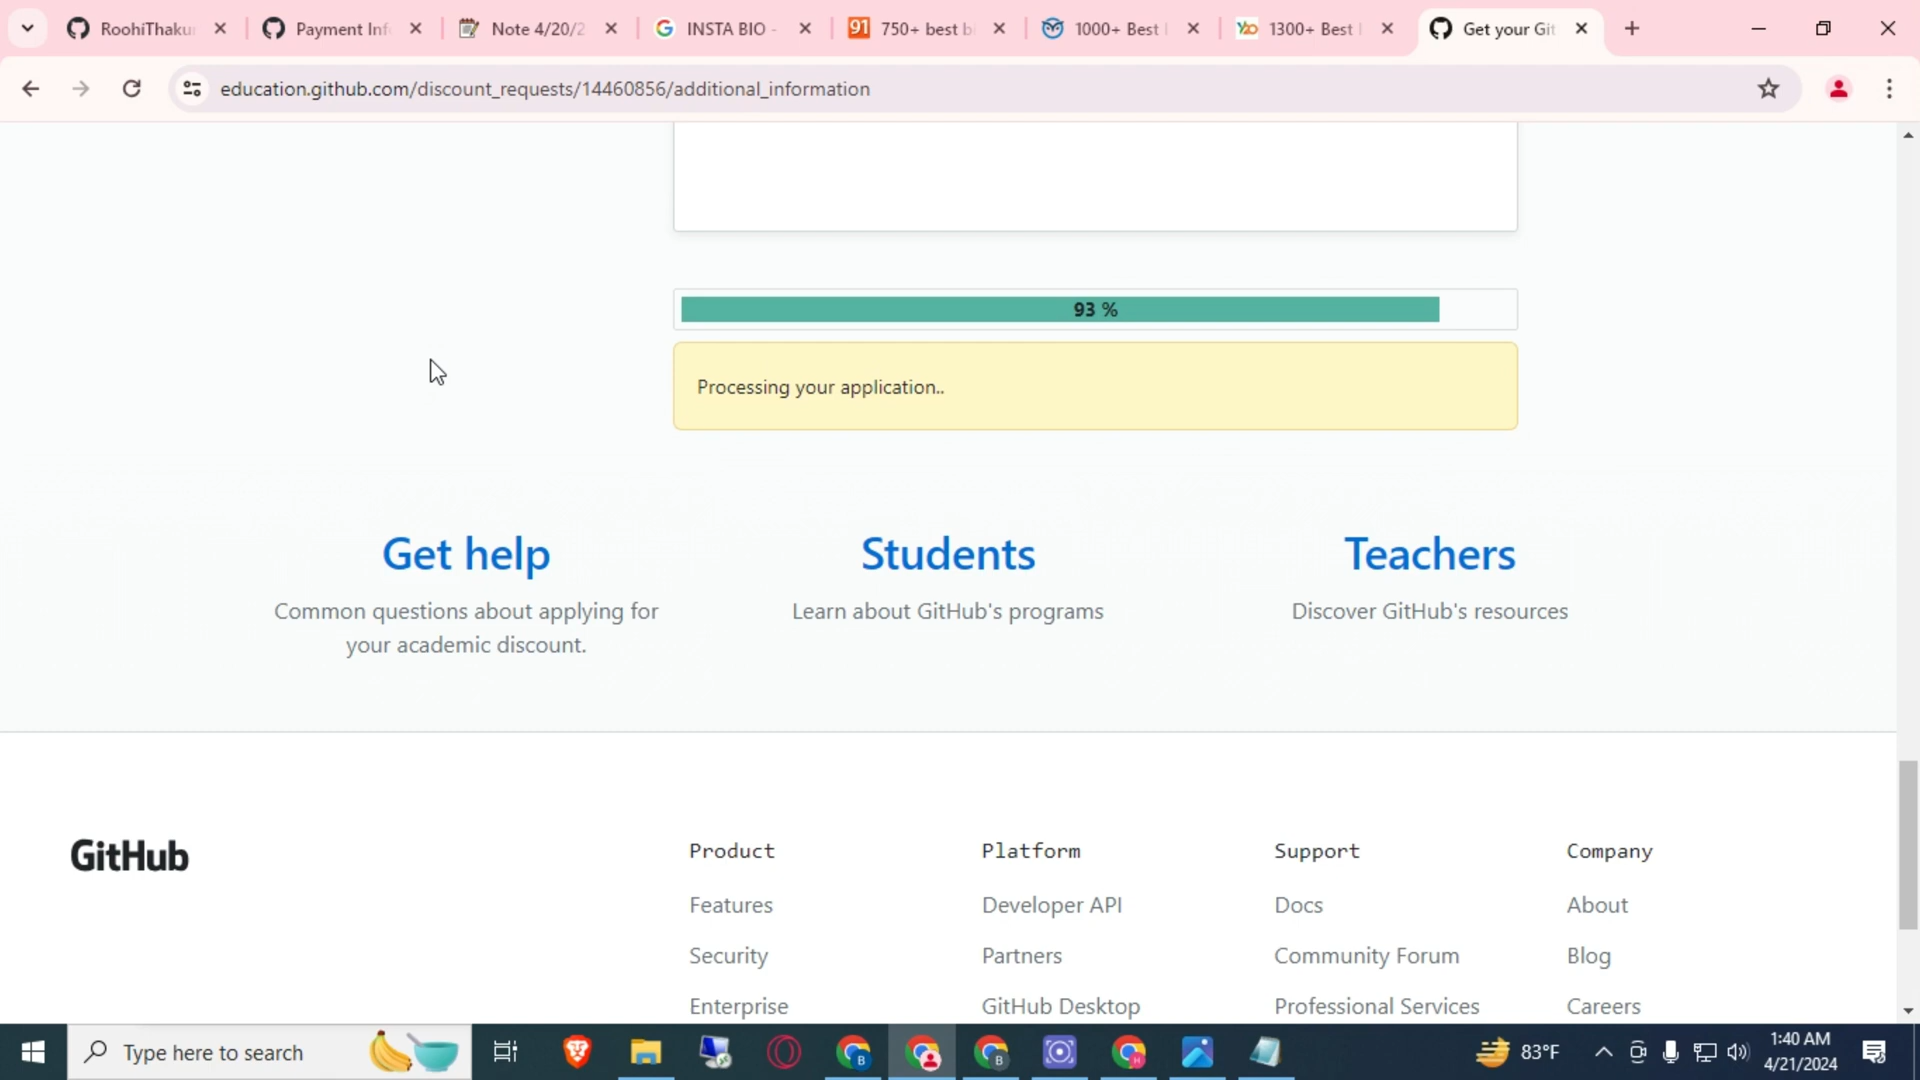 RoohiThaku
Payment Inf
Note 4/20/2
INSTA BIO -
91
750+ best b
1000+ Best
YO
1300+ Best
Get your Git
education.github.com/discount_requests/14460856/additional_information
93 %
Processing your application..
Get help
Students
Teachers
Common questions about applying for
your academic discount.
Learn about GitHub's programs
Discover GitHub's resources
GitHub
Product
Platform
Support
Company
Features
Developer API
Docs
About
Security
Partners
Community Forum
Blog
Enterprise
GitHub Desktop
Professional Services
Careers
Type here to search
B
B
H
83°F
1:40 AM
4/21/2024